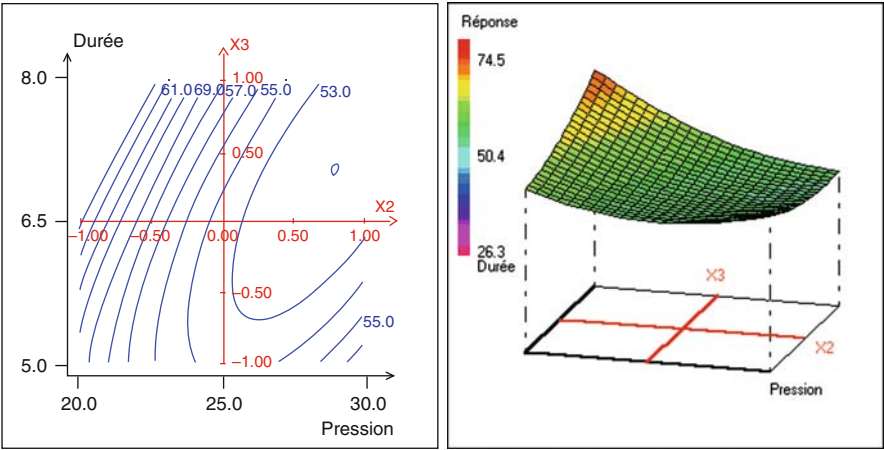 Durée
X3
8.0
1.00
61.0 69.0 57.0 55.0
53.0
0.50
X2
6.5
–1.00 –0.50 0.00 0.50 1.00
–0.50
55.0
–1.00
5.0
20.0 25.0 30.0
Pression
Réponse
74.5
50.4
26.3
Durée
X3
X2
Pression